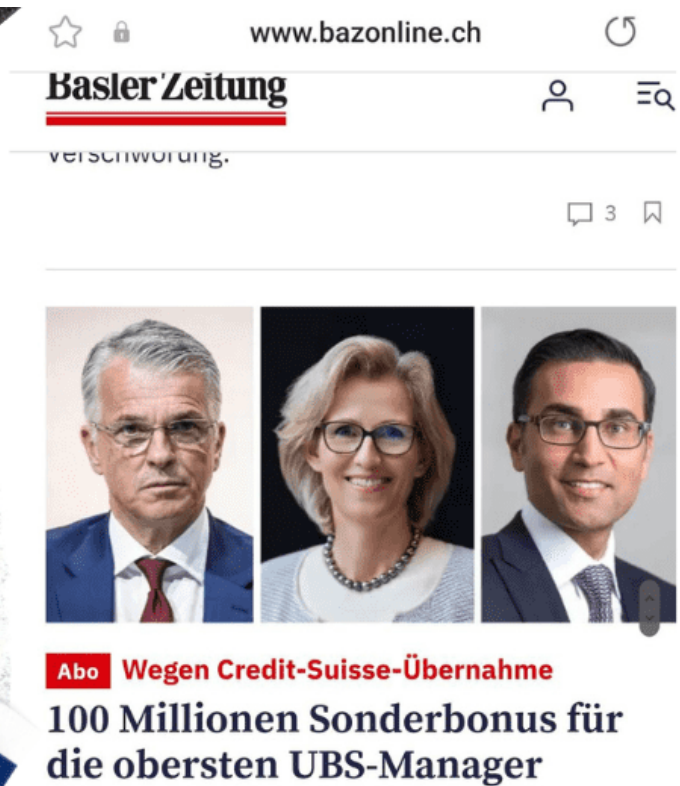 www.bazonline.ch
Basler Zeitung
Verschwörung.
3
Abo Wegen Credit-Suisse-Übernahme
100 Millionen Sonderbonus für
die obersten UBS-Manager